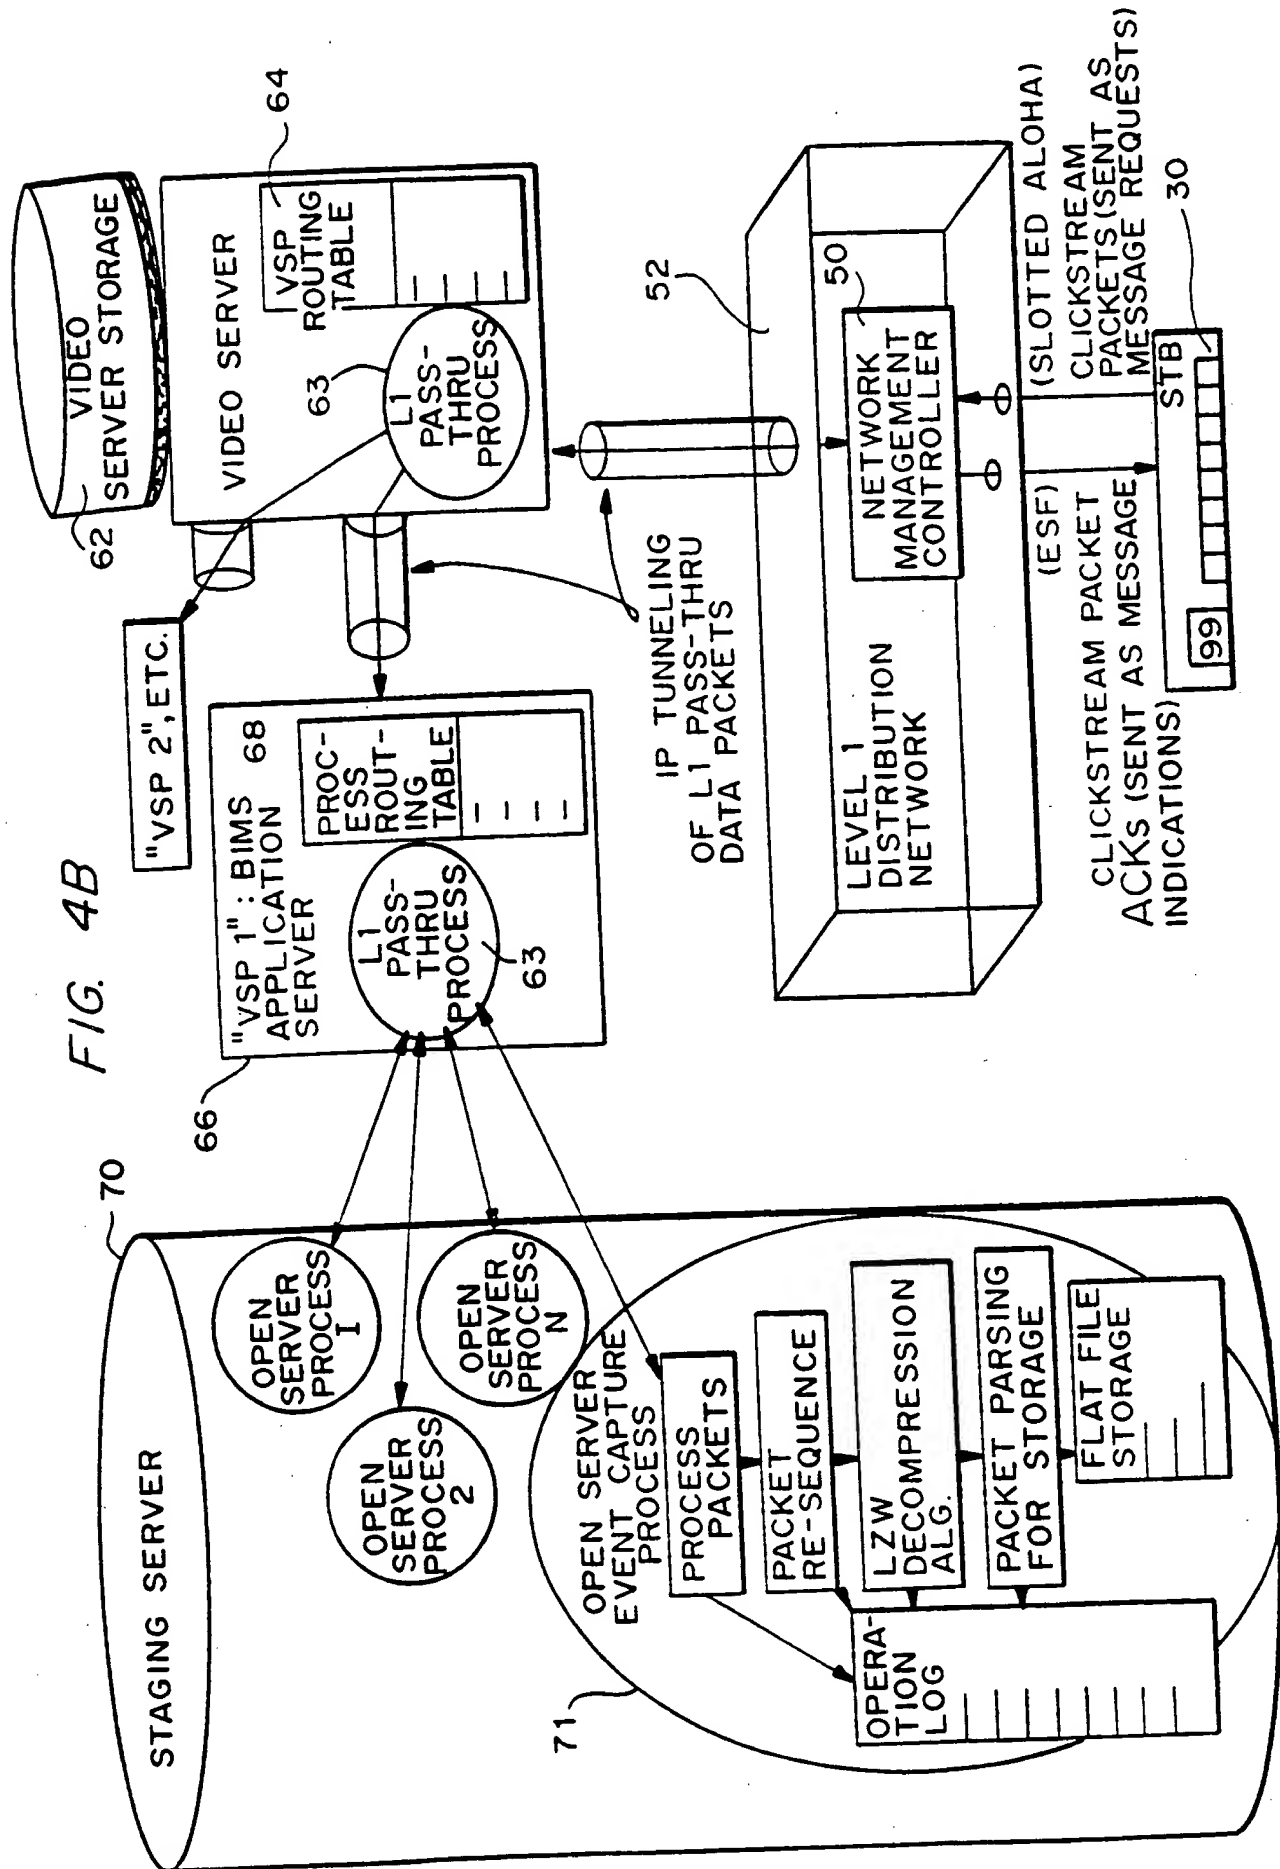 FIG. 4B
70
STAGING SERVER
OPEN
SERVER
PROCESS
1
OPEN
SERVER
PROCESS
2
OPEN
SERVER
PROCESS
N
71
OPEN SERVER
EVENT CAPTURE
PROCESS
PROCESS
PACKETS
PACKET
RE-SEQUENCE
LZW
DECOMPRESSION
ALG.
PACKET PARSING
FOR STORAGE
FLAT FILE
STORAGE
OPERA-
TION
LOG
66
"VSP 1": BIMS
APPLICATION 68
SERVER
L1
PASS-
THRU
PROCESS
63
PROC-
ESS
ROUT-
ING
TABLE
"VSP 2", ETC.
62
VIDEO
SERVER STORAGE
VIDEO SERVER
63
L1
PASS-
THRU
PROCESS
VSP
ROUTING
TABLE
64
IP TUNNELING
OF L1 PASS-THRU
DATA PACKETS
52
LEVEL 1
DISTRIBUTION
NETWORK
50
NETWORK
MANAGEMENT
CONTROLLER
(ESF)
CLICKSTREAM PACKET
ACKS (SENT AS MESSAGE
INDICATIONS)
(SLOTTED ALOHA)
CLICKSTREAM
PACKETS (SENT AS
MESSAGE REQUESTS)
30
STB
99